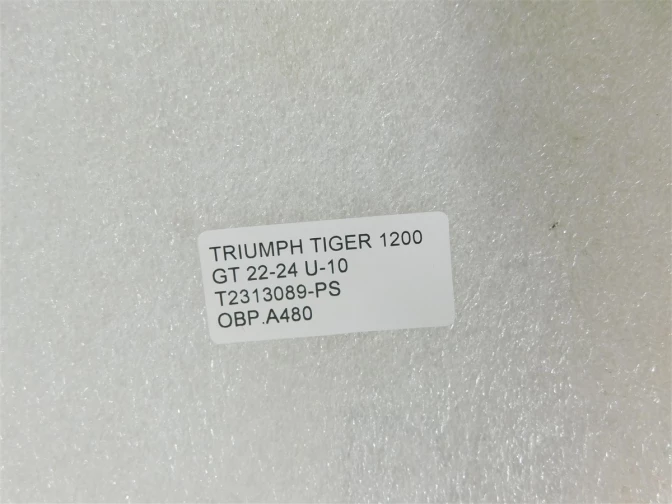 TRIUMPH TIGER 1200
GT 22-24 U-10
T2313089-PS
OBP.A480